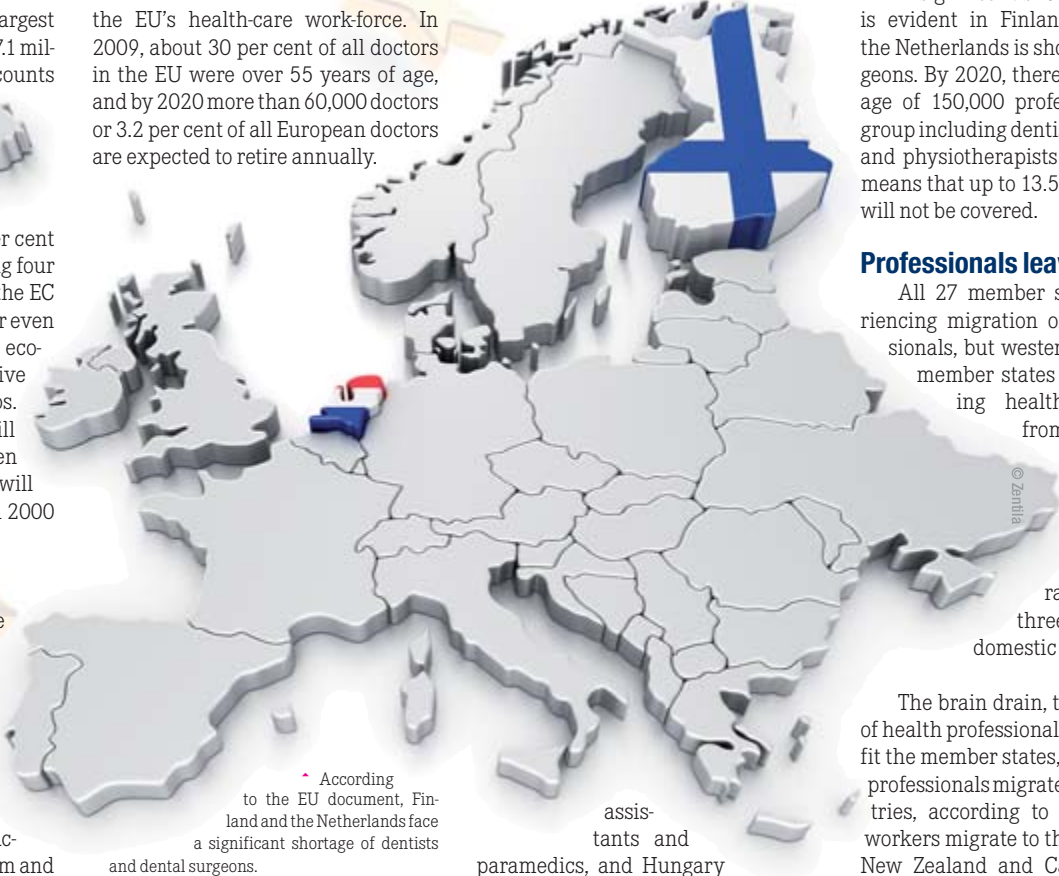 argest
7.1 mil-
counts
er cent
g four
the EC
r even
eco-
ive
os.
ill
en
will
2000
e
c-
m and
the EU's health-care work-force. In
2009, about 30 per cent of all doctors
in the EU were over 55 years of age,
and by 2020 more than 60,000 doctors
or 3.2 per cent of all European doctors
are expected to retire annually.
According
to the EU document, Fin-
land and the Netherlands face
a significant shortage of dentists
and dental surgeons.
assis-
tants and
paramedics, and Hungary
is evident in Finlan
the Netherlands is sho
geons. By 2020, there
age of 150,000 profe
group including denti
and physiotherapists
means that up to 13.5
will not be covered.
Professionals leav
All 27 member s
riencing migration o
sionals, but wester
member states
ing health
from
© Zentila
ra
three
domestic
The brain drain, t
of health professional
fit the member states,
professionals migrate
tries, according to
workers migrate to th
New Zealand and Ca